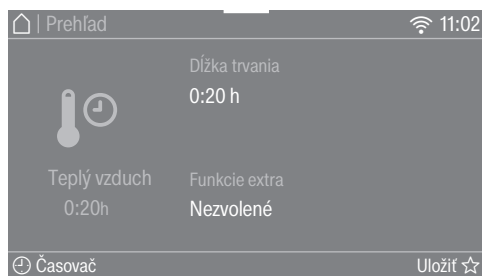 | Prehľad 11:02
Dĺžka trvania
0:20 h
Teplý vzduch
0:20h
Funkcie extra
Nezvolené
Časovač Uložiť